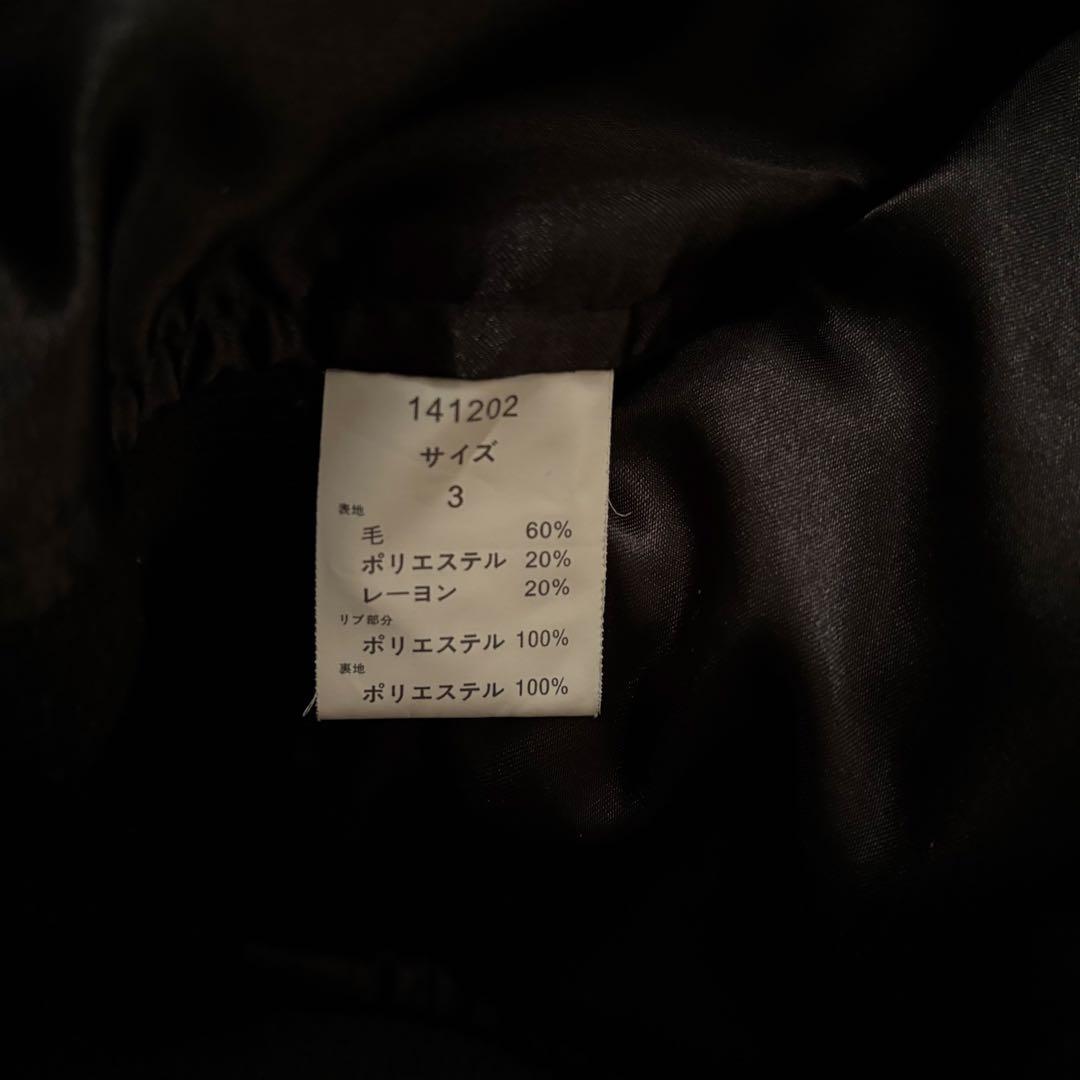 141202
サイズ
3
表地
毛 60%
ポリエステル 20%
レーヨン 20%
リブ部分
ポリエステル 100%
裏地
ポリエステル 100%